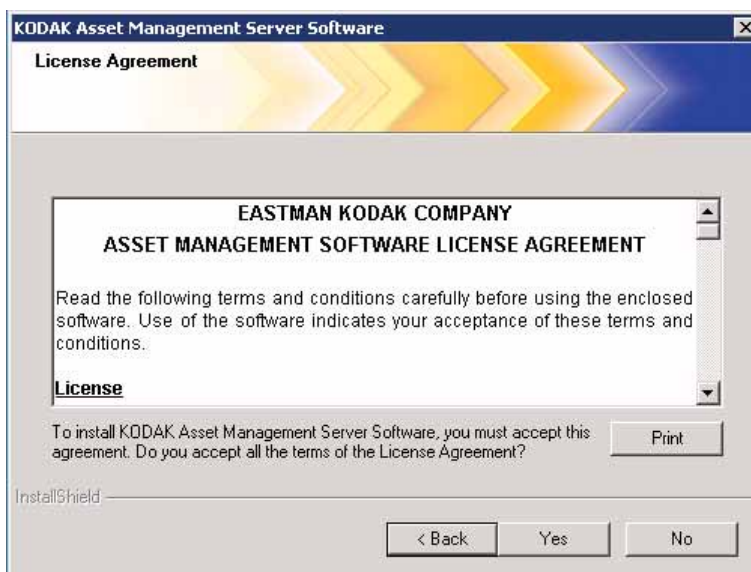 KODAK Asset Management Server Software
License Agreement
EASTMAN KODAK COMPANY
ASSET MANAGEMENT SOFTWARE LICENSE AGREEMENT
Read the following terms and conditions carefully before using the enclosed
software. Use of the software indicates your acceptance of these terms and
conditions.
License
To install KODAK Asset Management Server Software, you must accept this
agreement. Do you accept all the terms of the License Agreement?
Print
InstallShield
< Back
Yes
No